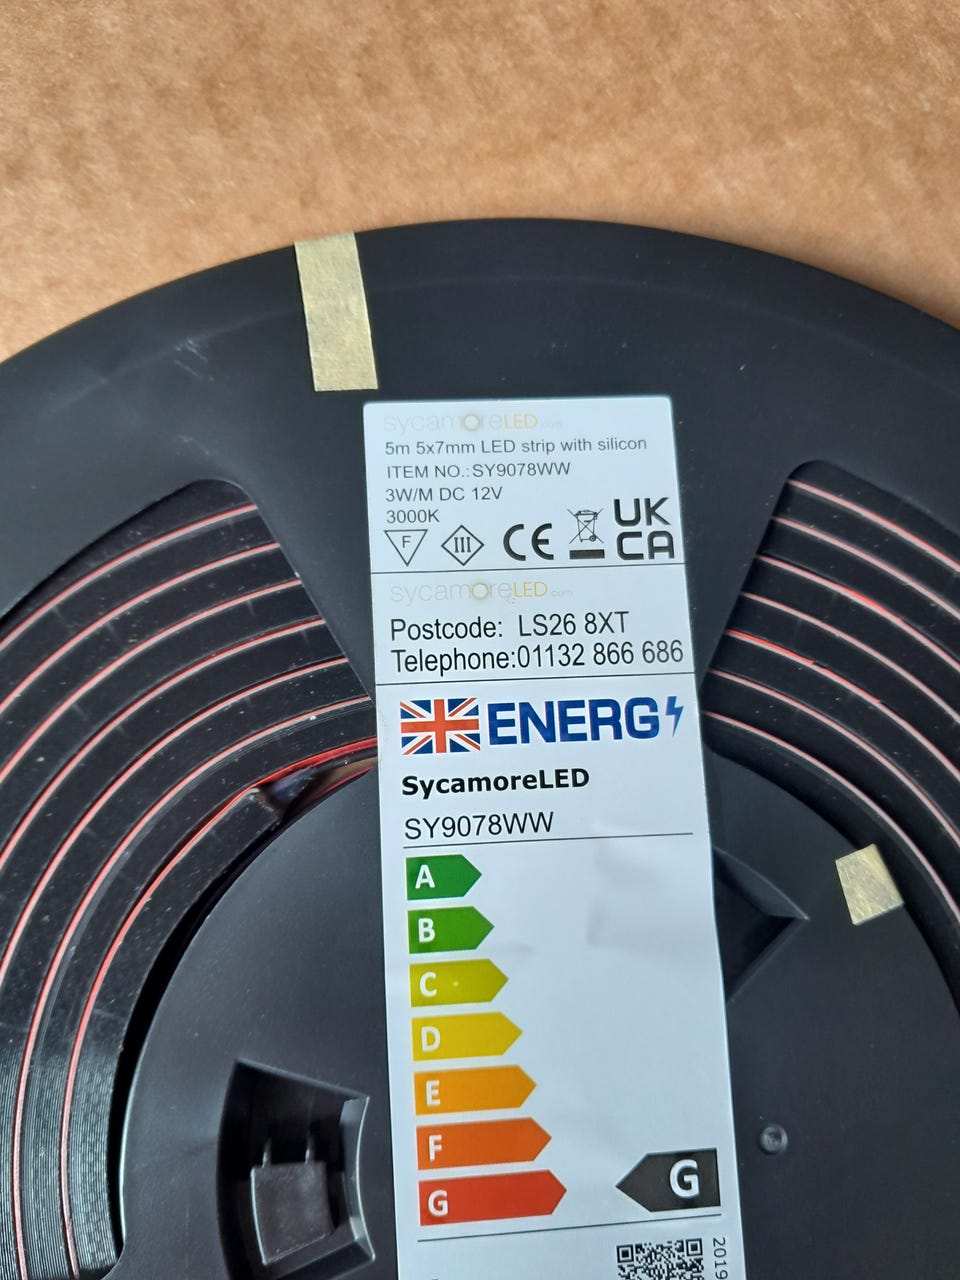 sycamoreLED.com
5m 5x7mm LED strip with silicon
ITEM NO.:SY9078WW
3W/M DC 12V
3000K
F III CE UK
CA
sycamoreLED.com
Postcode: LS26 8XT
Telephone:01132 866 686
ENERG
SycamoreLED
SY9078WW
A
B
C
D
E
F
G G
2019